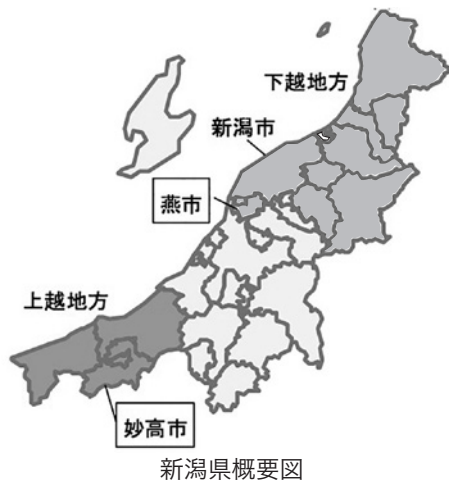 下越地方
新潟市
燕市
上越地方
妙高市
新潟県概要図